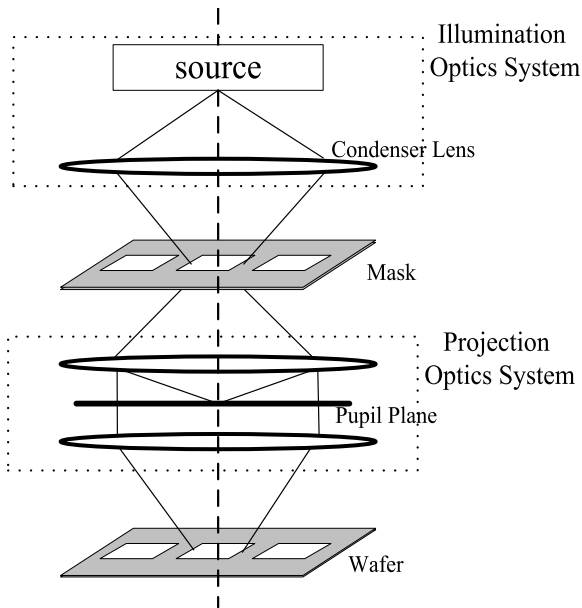 Illumination
Optics System
source
Condenser Lens
Mask
Projection
Optics System
Pupil Plane
Wafer